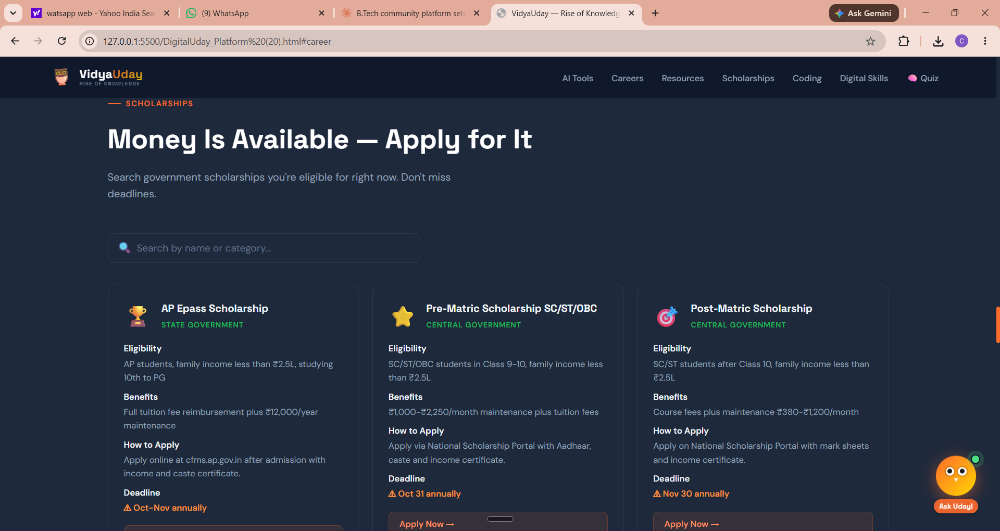 watsapp web - Yahoo India Sea
(9) WhatsApp
B.Tech community platform set
VidyaUday — Rise of Knowledg
Ask Gemini
127.0.0.1:5500/DigitalUday_Platform%20(20).html#career
C
VidyaUday
RISE OF KNOWLEDGE
AI Tools
Careers
Resources
Scholarships
Coding
Digital Skills
Quiz
SCHOLARSHIPS
Money Is Available — Apply for It
Search government scholarships you're eligible for right now. Don't miss
deadlines.
Search by name or category...
AP Epass Scholarship
STATE GOVERNMENT
Eligibility
AP students, family income less than ₹2.5L, studying
10th to PG
Benefits
Full tuition fee reimbursement plus ₹12,000/year
maintenance
How to Apply
Apply online at cfms.ap.gov.in after admission with
income and caste certificate.
Deadline
⚠ Oct-Nov annually
Pre-Matric Scholarship SC/ST/OBC
CENTRAL GOVERNMENT
Eligibility
SC/ST/OBC students in Class 9-10, family income less
than ₹2.5L
Benefits
₹1,000-₹2,250/month maintenance plus tuition fees
How to Apply
Apply via National Scholarship Portal with Aadhaar,
caste and income certificate.
Deadline
⚠ Oct 31 annually
Apply Now →
Post-Matric Scholarship
CENTRAL GOVERNMENT
Eligibility
SC/ST students after Class 10, family income less than
₹2.5L
Benefits
Course fees plus maintenance ₹380-₹1,200/month
How to Apply
Apply on National Scholarship Portal with mark sheets
and income certificate.
Deadline
⚠ Nov 30 annually
Apply Now →
Ask Uday!